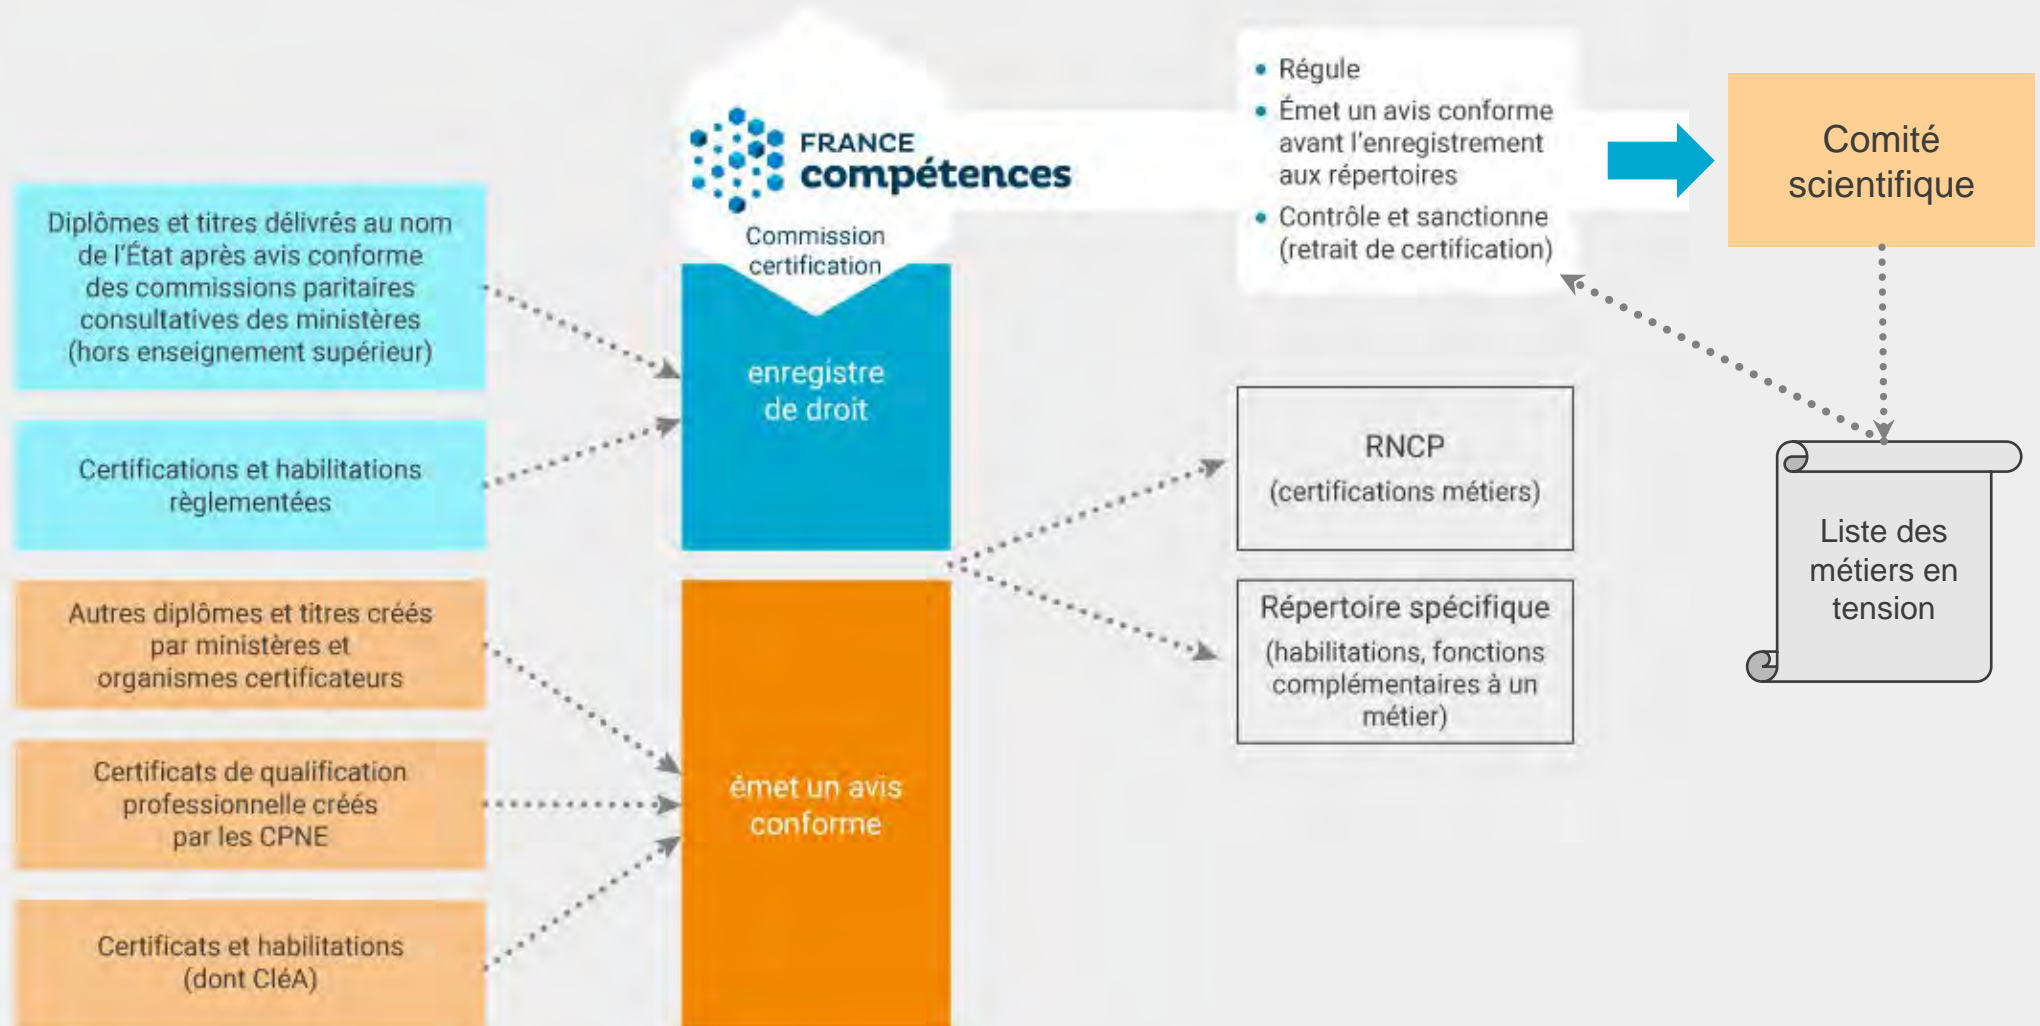 FRANCE
compétences
Commission
certification
• Régule
• Émet un avis conforme
avant l'enregistrement
aux répertoires
• Contrôle et sanctionne
(retrait de certification)
Comité
scientifique
Diplômes et titres délivrés au nom
de l'État après avis conforme
des commissions paritaires
consultatives des ministères
(hors enseignement supérieur)
Certifications et habilitations
règlementées
enregistre
de droit
Autres diplômes et titres créés
par ministères et
organismes certificateurs
Certificats de qualification
professionnelle créés
par les CPNE
Certificats et habilitations
(dont CléA)
émet un avis
conforme
RNCP
(certifications métiers)
Répertoire spécifique
(habilitations, fonctions
complémentaires à un
métier)
Liste des
métiers en
tension